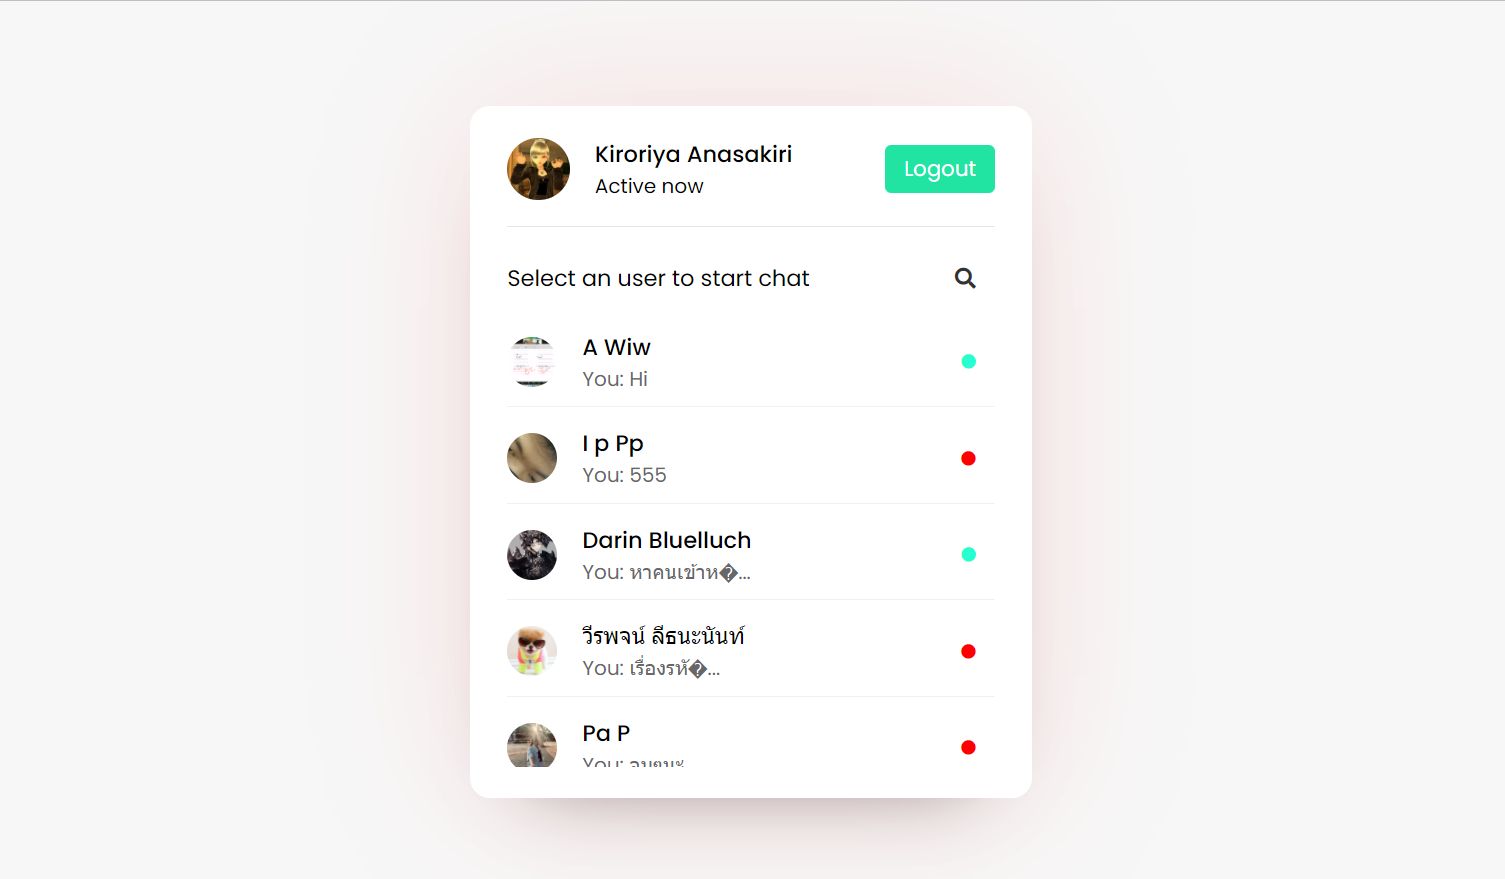 Kiroriya Anasakiri
Active now
Logout
Select an user to start chat
A Wiw
You: Hi
I p Pp
You: 555
Darin Bluelluch
You: หาคนเข้าห�...
วีรพจน์ ลีธนะนันท์
You: เรื่องรหั�...
Pa P
You: